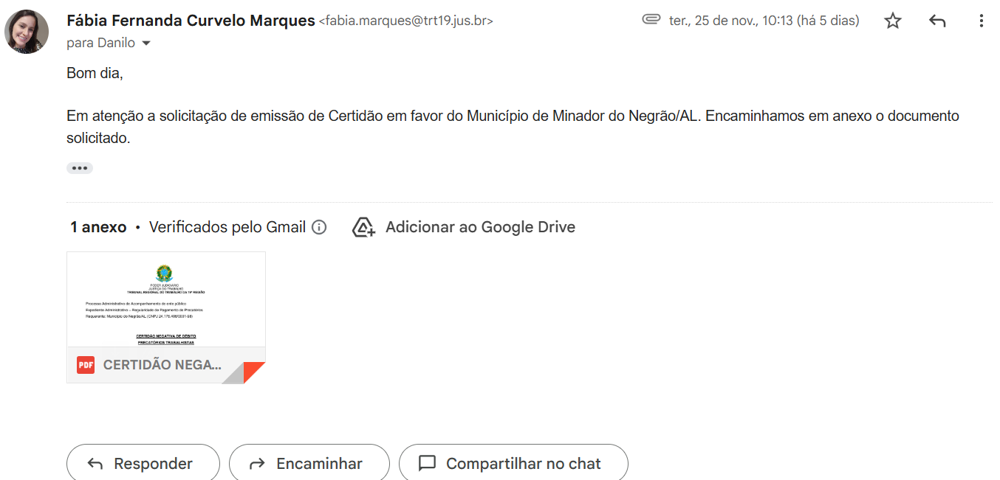 Fábia Fernanda Curvelo Marques <fabia.marques@trt19.jus.br>
ter., 25 de nov., 10:13 (há 5 dias)
para Danilo
Bom dia,
Em atenção a solicitação de emissão de Certidão em favor do Município de Minador do Negrão/AL. Encaminhamos em anexo o documento
solicitado.
1 anexo • Verificados pelo Gmail
Adicionar ao Google Drive
PODER JUDICIÁRIO
JUSTIÇA DO TRABALHO
TRIBUNAL REGIONAL DO TRABALHO DA 19ª REGIÃO
Processo Administrativo de Acompanhamento de ente público
Expediente Administrativo – Regularidade de Pagamento de Precatórios
Requerente: Município do Negrão/AL (CNPJ
CERTIDÃO NEGATIVA DE DÉBITO
PRECATÓRIOS TRABALHISTAS
PDF CERTIDÃO NEGA...
Responder
Encaminhar
Compartilhar no chat